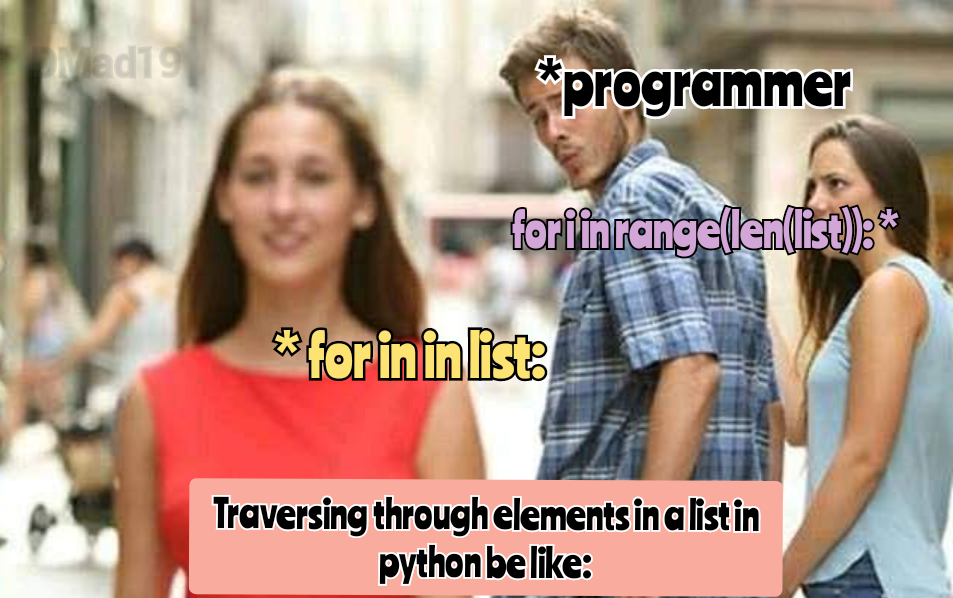 DMad19
*programmer
for i in range(len(list)): *
* for in in list:
Traversing through elements in a list in
python be like: